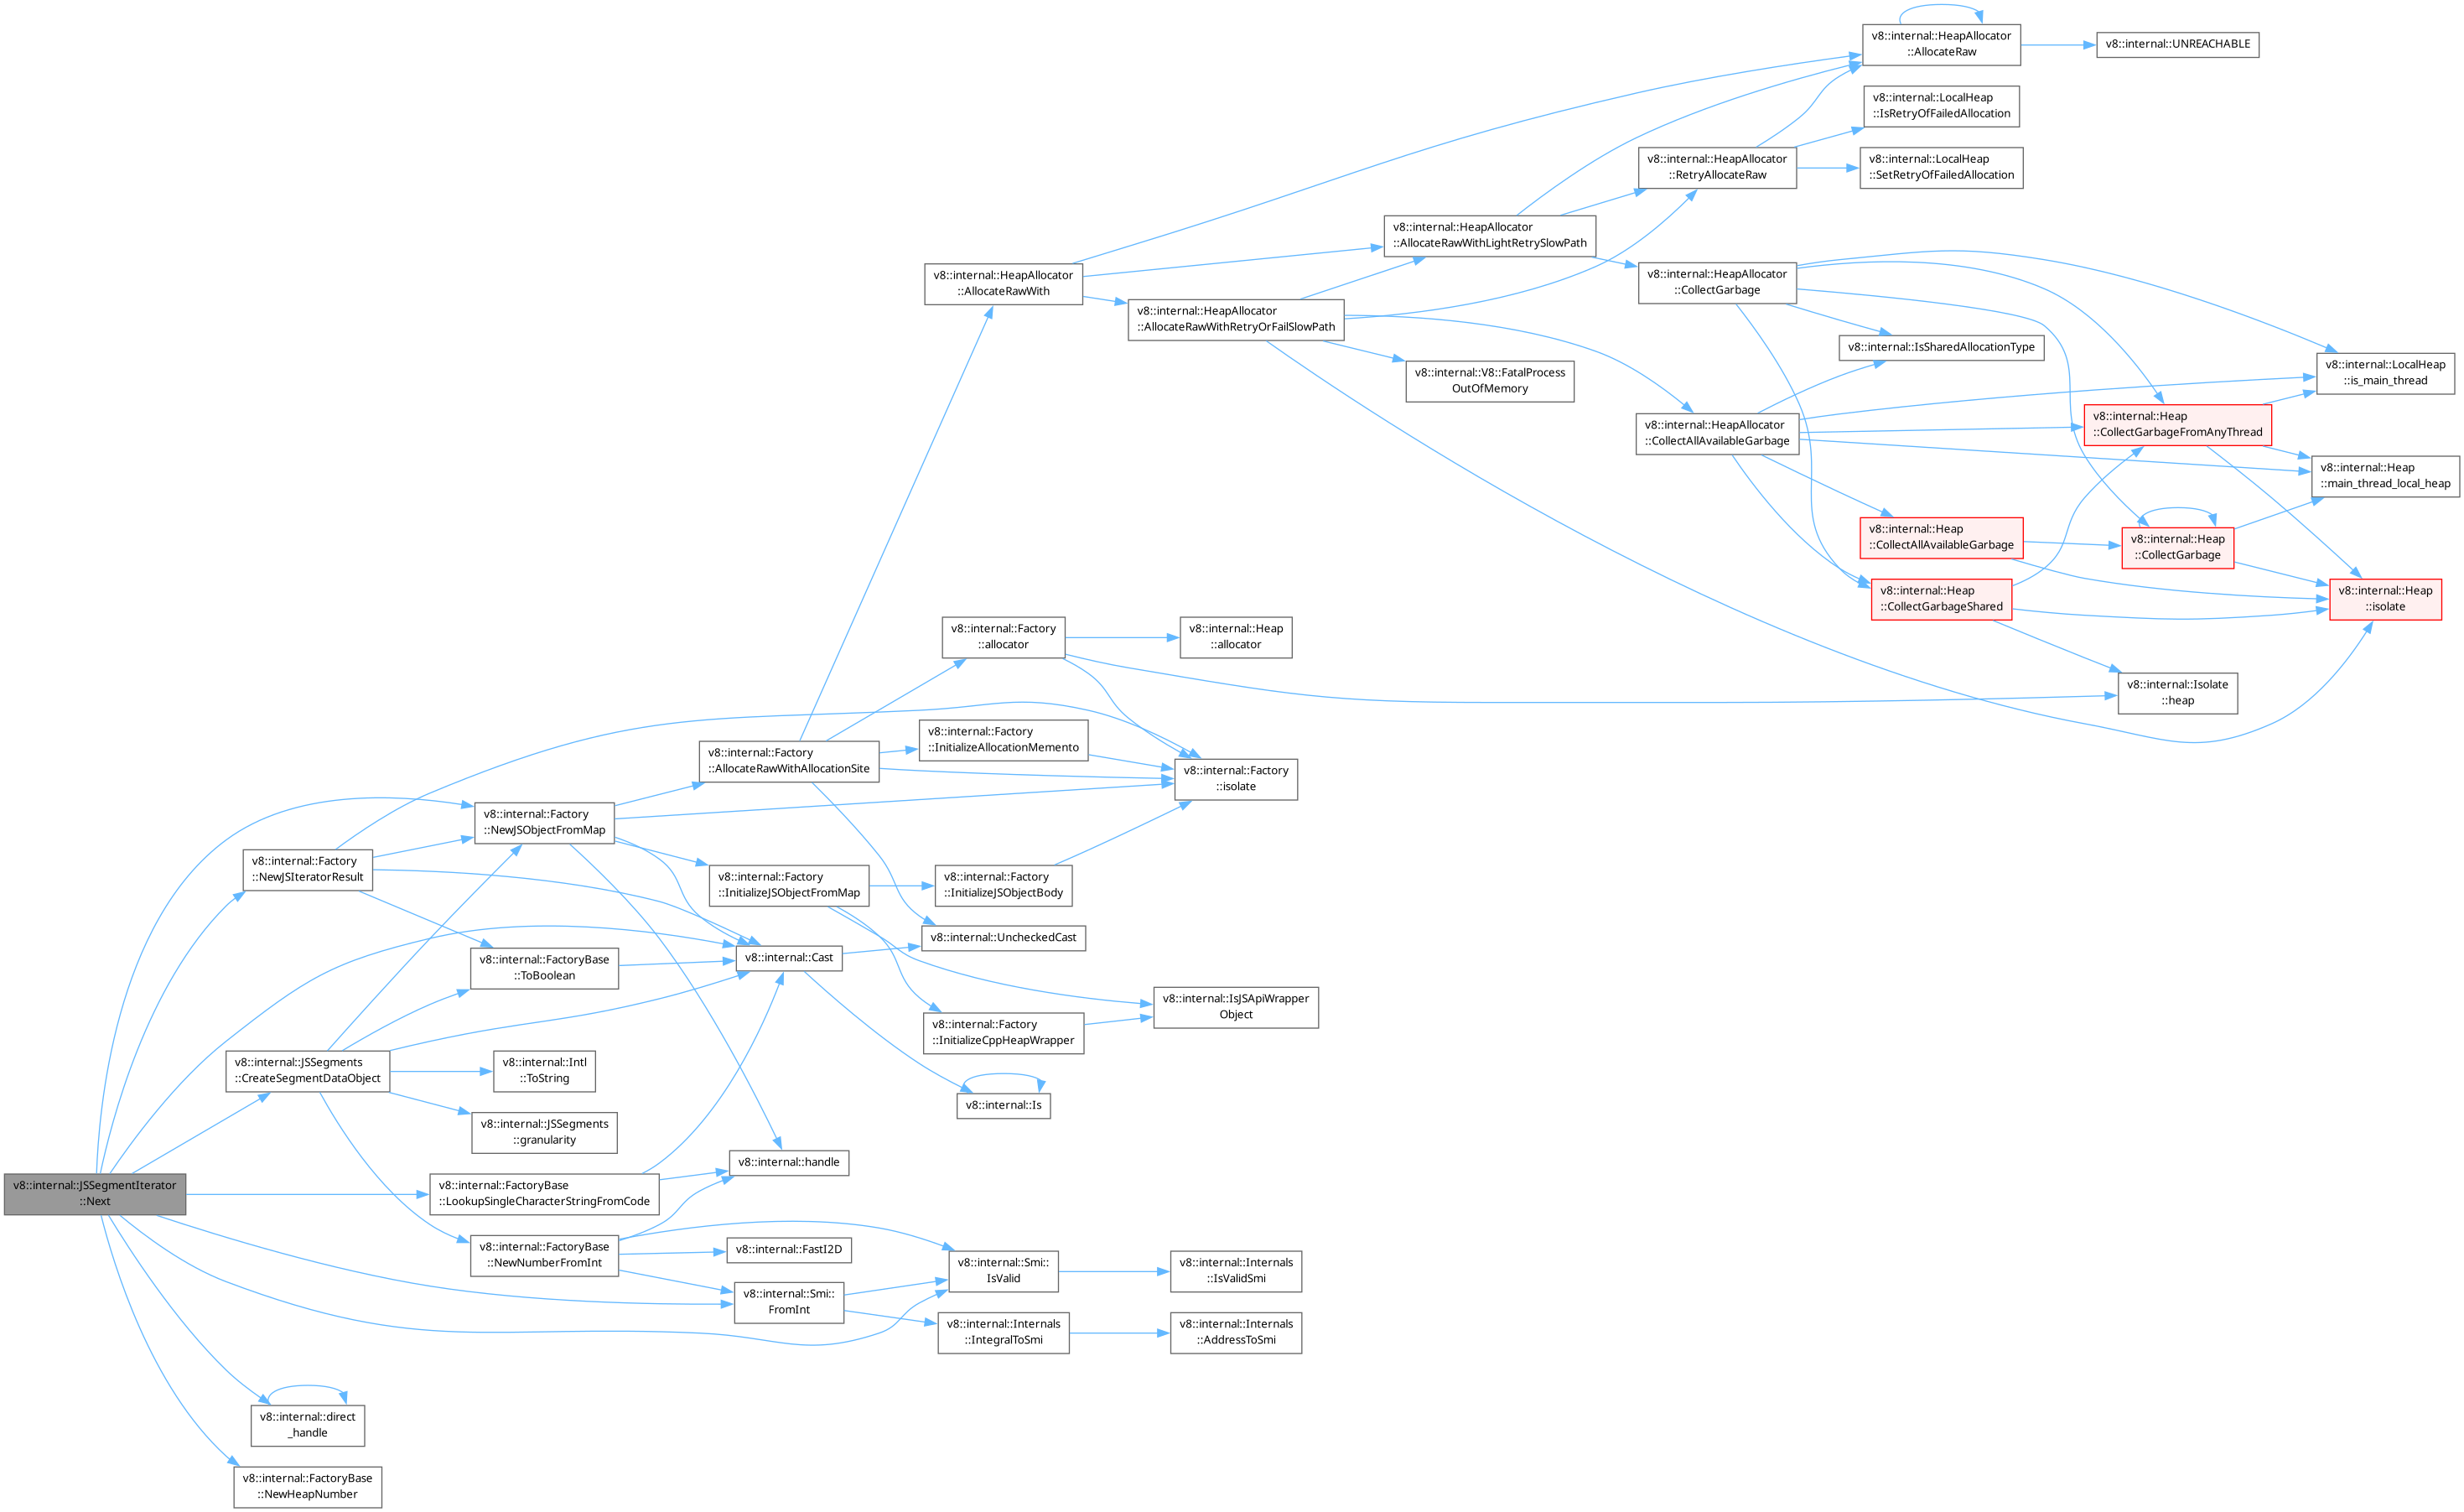 v8::internal::HeapAllocator
::AllocateRaw
v8::internal::UNREACHABLE
v8::internal::LocalHeap
::IsRetryOfFailedAllocation
v8::internal::HeapAllocator
::RetryAllocateRaw
v8::internal::LocalHeap
::SetRetryOfFailedAllocation
v8::internal::HeapAllocator
::AllocateRawWithLightRetrySlowPath
v8::internal::HeapAllocator
::AllocateRawWith
v8::internal::HeapAllocator
::CollectGarbage
v8::internal::HeapAllocator
::AllocateRawWithRetryOrFailSlowPath
v8::internal::IsSharedAllocationType
v8::internal::V8::FatalProcess
OutOfMemory
v8::internal::LocalHeap
::is_main_thread
v8::internal::HeapAllocator
::CollectAllAvailableGarbage
v8::internal::Heap
::CollectGarbageFromAnyThread
v8::internal::Heap
::main_thread_local_heap
v8::internal::Heap
::CollectAllAvailableGarbage
v8::internal::Heap
::CollectGarbage
v8::internal::Heap
::CollectGarbageShared
v8::internal::Heap
::isolate
v8::internal::Factory
::allocator
v8::internal::Heap
::allocator
v8::internal::Isolate
::heap
v8::internal::Factory
::InitializeAllocationMemento
v8::internal::Factory
::AllocateRawWithAllocationSite
v8::internal::Factory
::isolate
v8::internal::Factory
::NewJSObjectFromMap
v8::internal::Factory
::NewJSIteratorResult
v8::internal::Factory
::InitializeJSObjectFromMap
v8::internal::Factory
::InitializeJSObjectBody
v8::internal::UncheckedCast
v8::internal::FactoryBase
::ToBoolean
v8::internal::Cast
v8::internal::IsJSApiWrapper
Object
v8::internal::Factory
::InitializeCppHeapWrapper
v8::internal::JSSegments
::CreateSegmentDataObject
v8::internal::Intl
::ToString
v8::internal::Is
v8::internal::JSSegments
::granularity
v8::internal::handle
v8::internal::JSSegmentIterator
::Next
v8::internal::FactoryBase
::LookupSingleCharacterStringFromCode
v8::internal::FactoryBase
::NewNumberFromInt
v8::internal::FastI2D
v8::internal::Smi::
IsValid
v8::internal::Internals
::IsValidSmi
v8::internal::Smi::
FromInt
v8::internal::Internals
::IntegralToSmi
v8::internal::Internals
::AddressToSmi
v8::internal::direct
_handle
v8::internal::FactoryBase
::NewHeapNumber